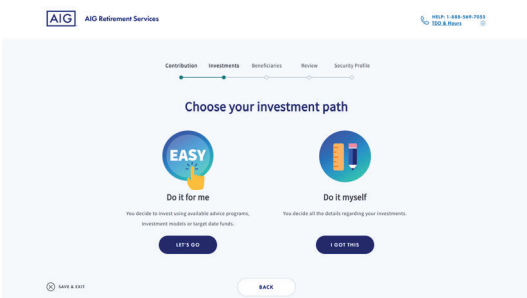 AIG AIG Retirement Services
HELP: 1-888-569-7055
TDD & Hours
Contribution Investments Beneficiaries Review Security Profile
Choose your investment path
EASY
Do it for me
You decide to invest using available advice programs,
investment models or target date funds.
LET'S GO
Do it myself
You decide all the details regarding your investments.
I GOT THIS
SAVE & EXIT
BACK